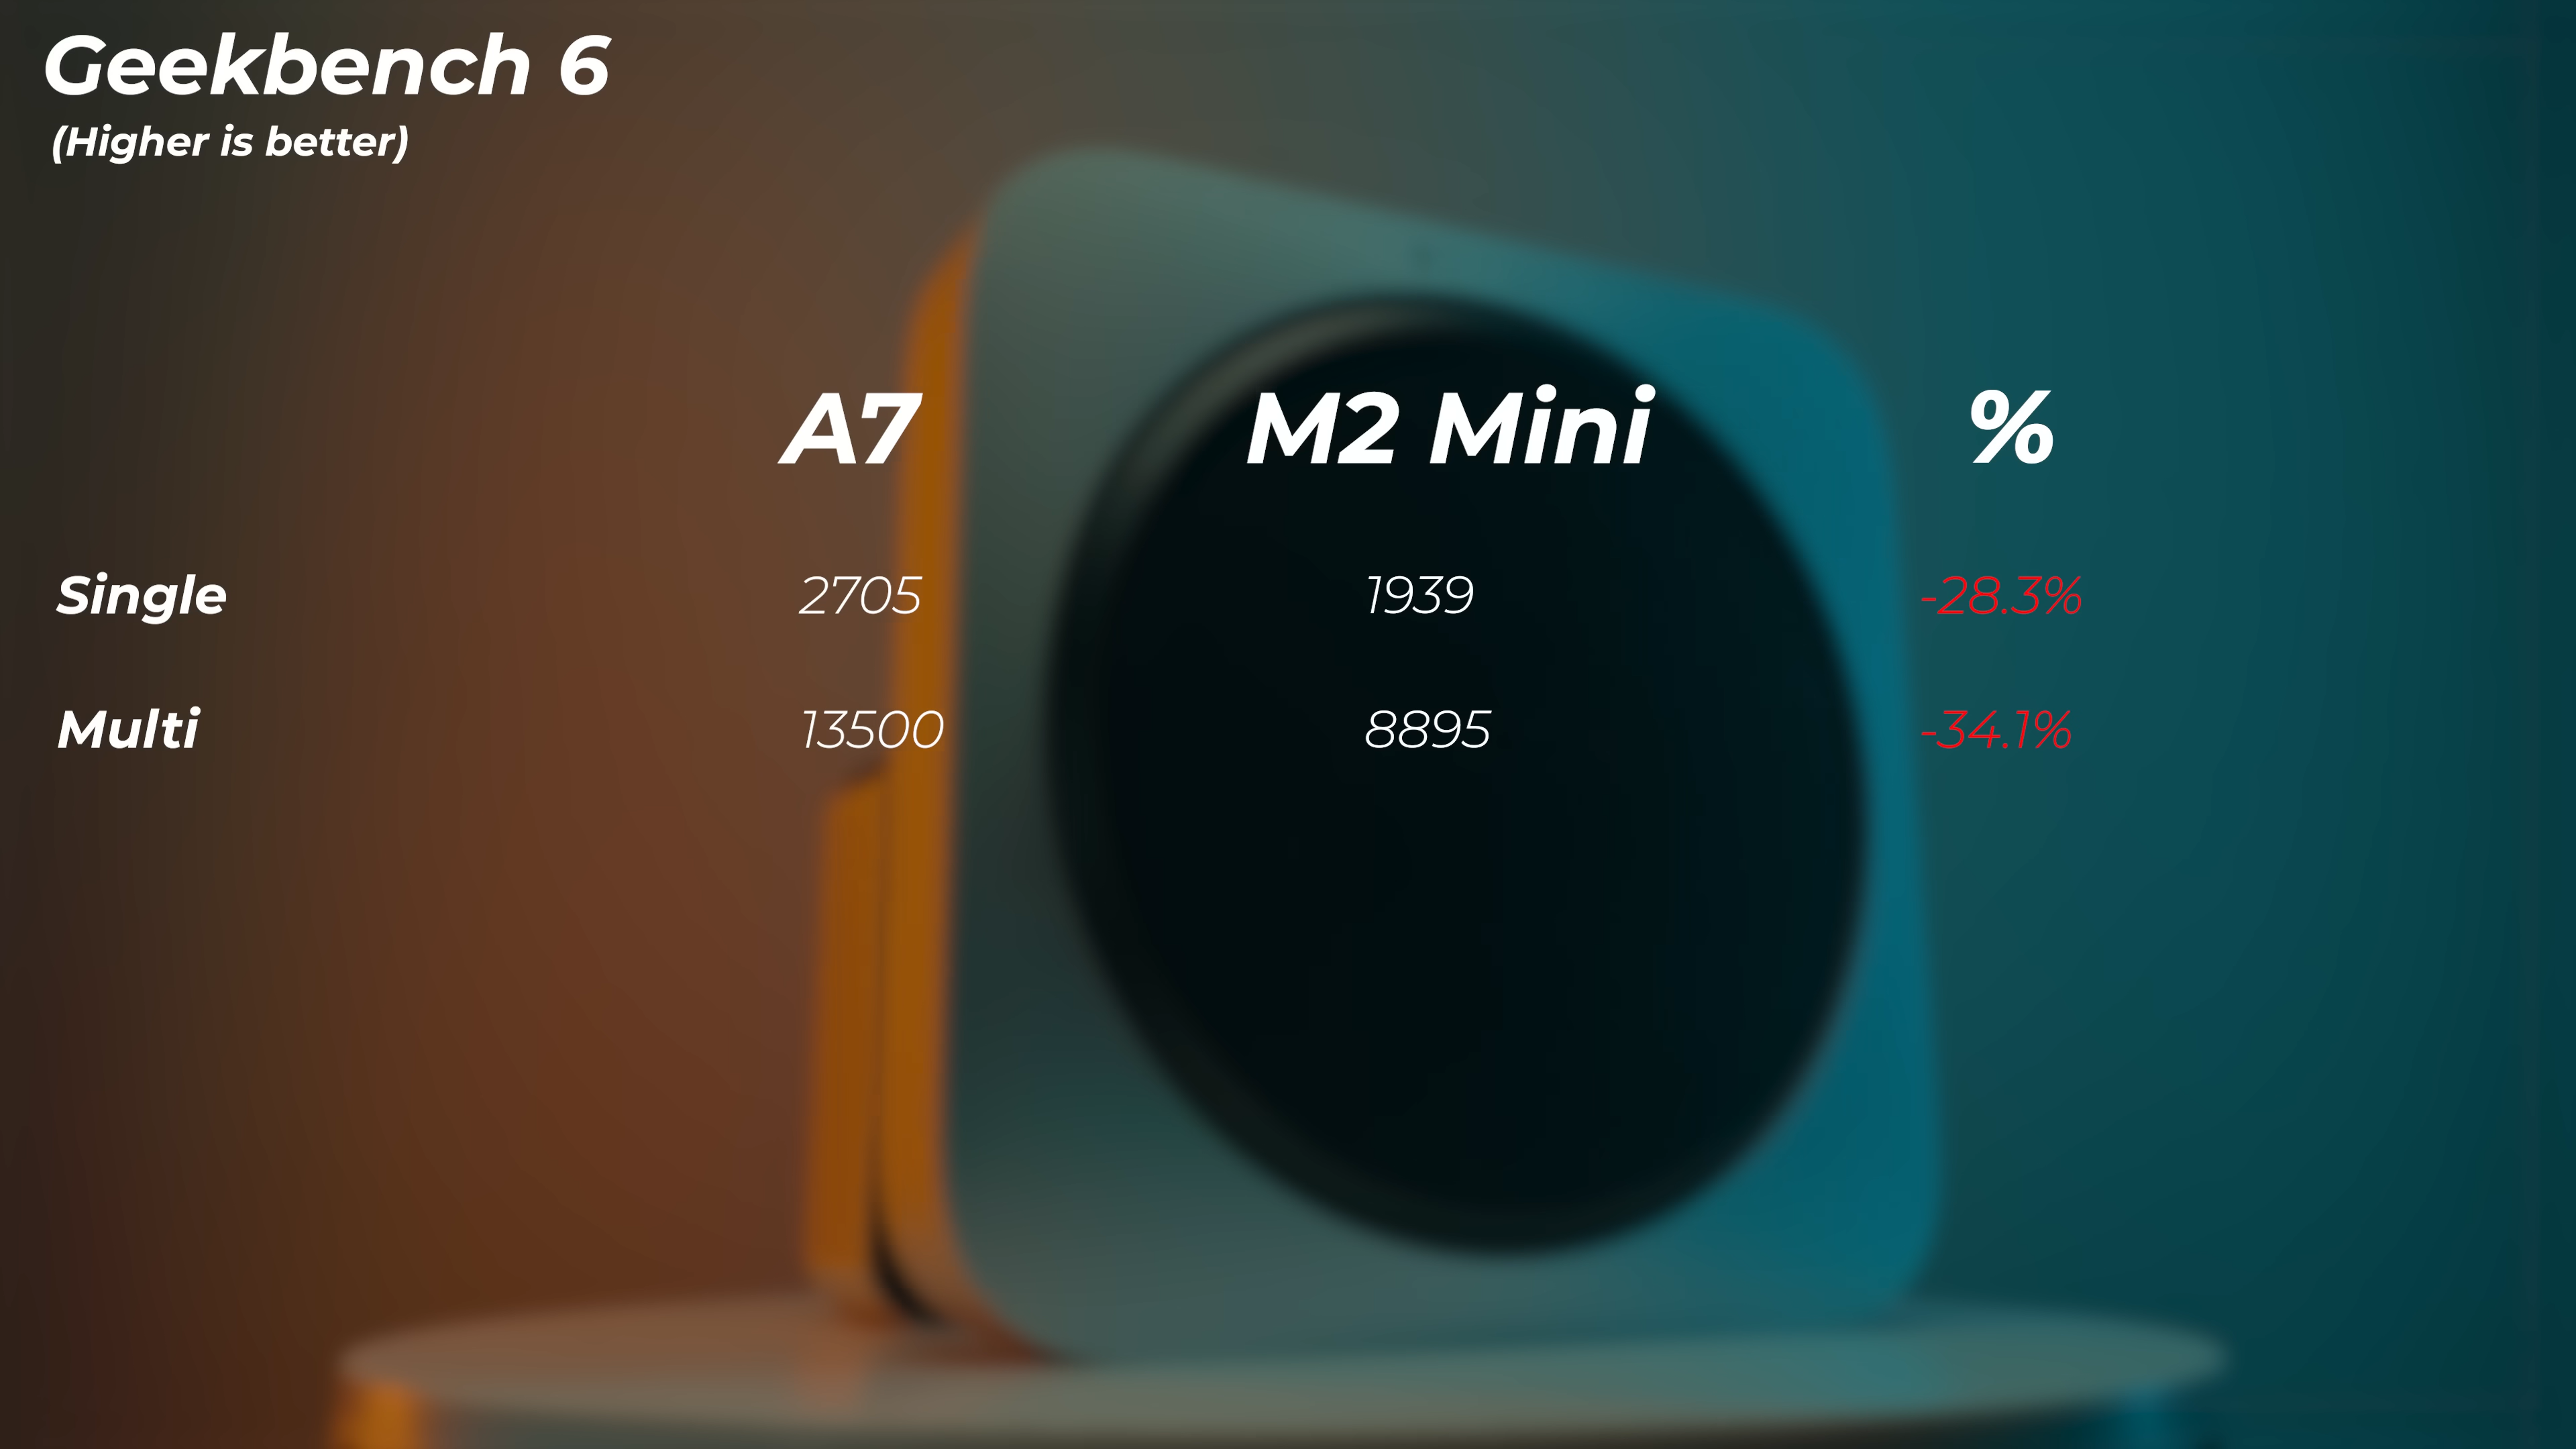 Geekbench 6
(Higher is better)
A7 M2 Mini %
Single 2705 1939 -28.3%
Multi 13500 8895 -34.1%